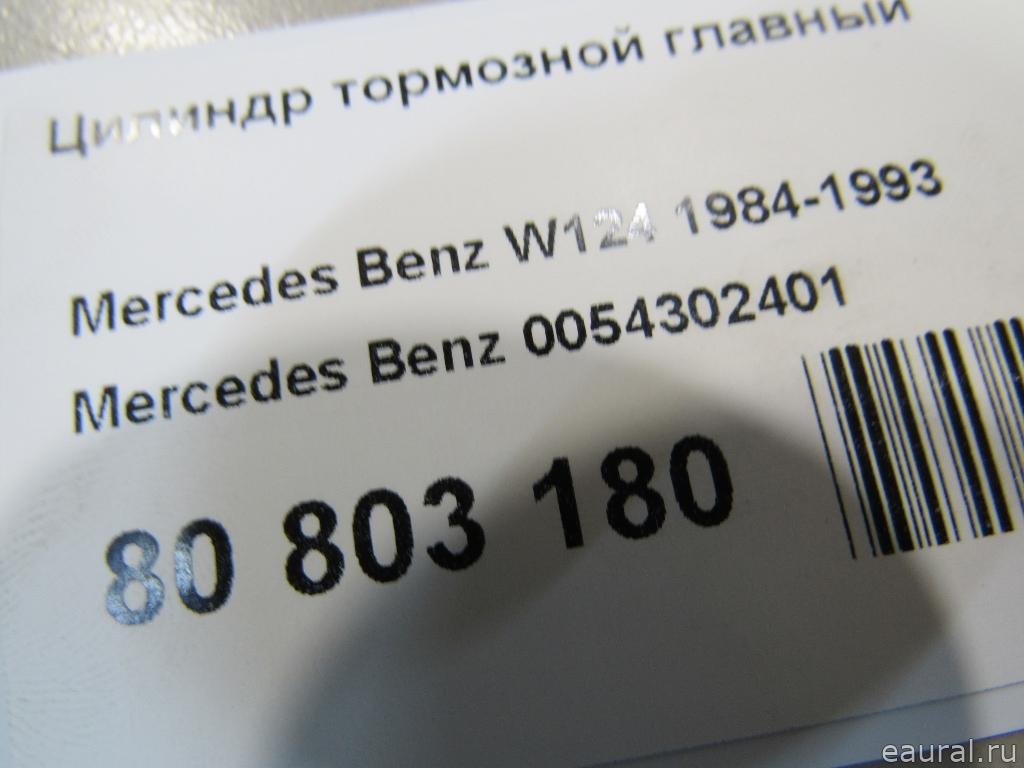 Цилиндр тормозной главный
Mercedes Benz W124 1984-1993
Mercedes Benz 0054302401
80 803 180
eaural.ru